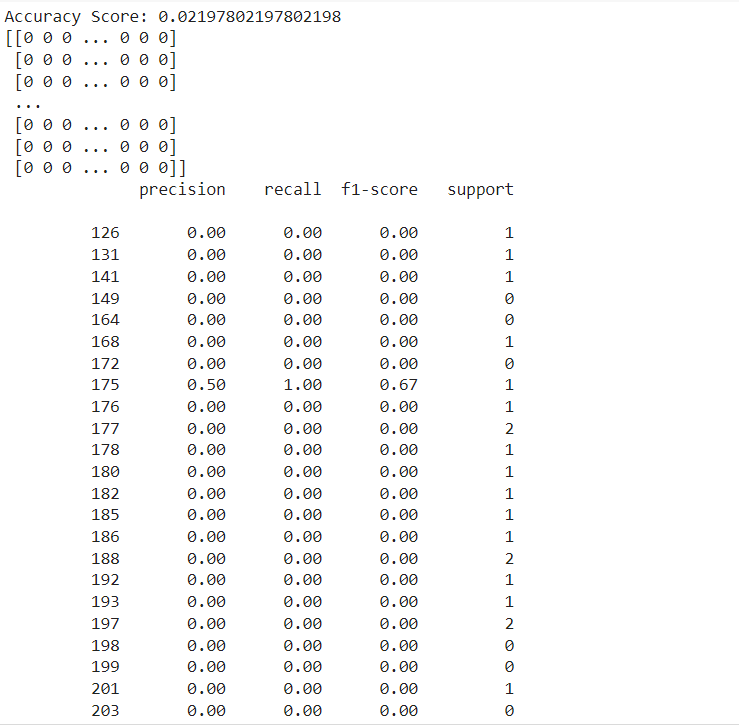 Accuracy Score: 0.02197802197802198
[[0 0 0 ... 0 0 0]
[0 0 0 ... 0 0 0]
[0 0 0 ... 0 0 0]
...
[0 0 0 ... 0 0 0]
[0 0 0 ... 0 0 0]
[0 0 0 ... 0 0 0]]
precision recall f1-score support
126 0.00 0.00 0.00 1
131 0.00 0.00 0.00 1
141 0.00 0.00 0.00 1
149 0.00 0.00 0.00 0
164 0.00 0.00 0.00 0
168 0.00 0.00 0.00 1
172 0.00 0.00 0.00 0
175 0.50 1.00 0.67 1
176 0.00 0.00 0.00 1
177 0.00 0.00 0.00 2
178 0.00 0.00 0.00 1
180 0.00 0.00 0.00 1
182 0.00 0.00 0.00 1
185 0.00 0.00 0.00 1
186 0.00 0.00 0.00 1
188 0.00 0.00 0.00 2
192 0.00 0.00 0.00 1
193 0.00 0.00 0.00 1
197 0.00 0.00 0.00 2
198 0.00 0.00 0.00 0
199 0.00 0.00 0.00 0
201 0.00 0.00 0.00 1
203 0.00 0.00 0.00 0